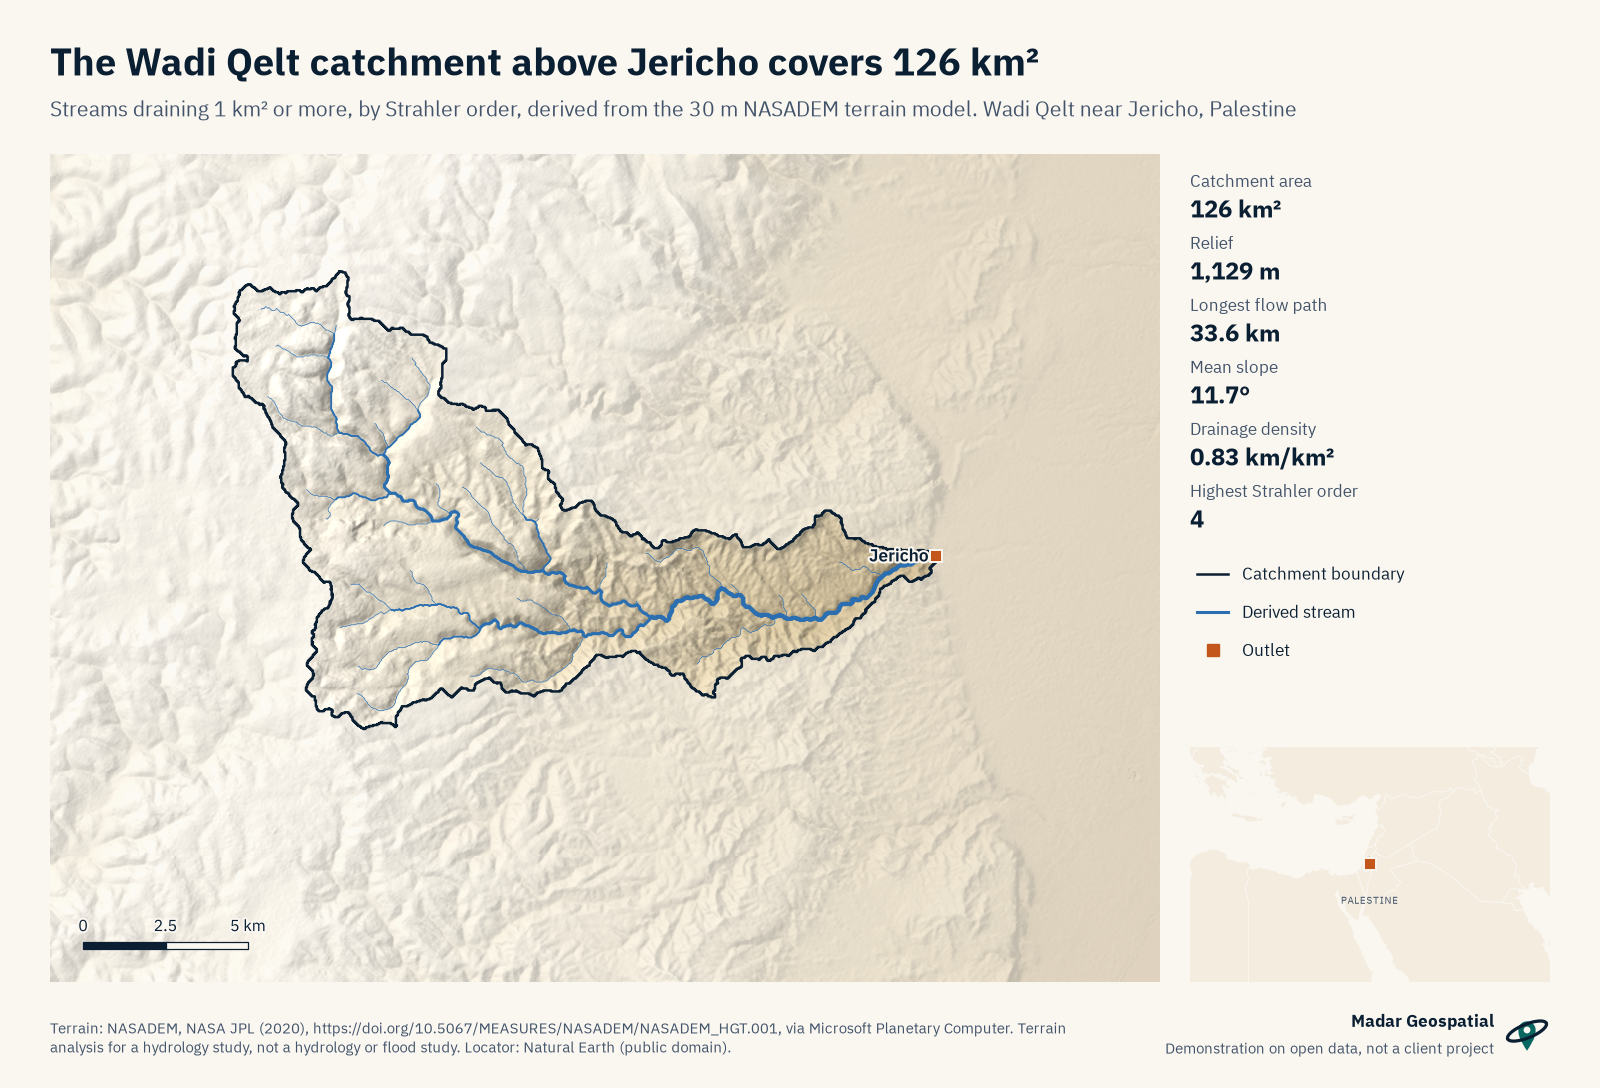 The Wadi Qelt catchment above Jericho covers 126 km²
Streams draining 1 km² or more, by Strahler order, derived from the 30 m NASADEM terrain model. Wadi Qelt near Jericho, Palestine
Catchment area
126 km²
Relief
1,129 m
Longest flow path
33.6 km
Mean slope
11.7°
Drainage density
0.83 km/km²
Highest Strahler order
4
Jericho
Catchment boundary
Derived stream
Outlet
PALESTINE
0 2.5 5 km
Terrain: NASADEM, NASA JPL (2020), https://doi.org/10.5067/MEASURES/NASADEM/NASADEM_HGT.001, via Microsoft Planetary Computer. Terrain
analysis for a hydrology study, not a hydrology or flood study. Locator: Natural Earth (public domain).
Madar Geospatial
Demonstration on open data, not a client project